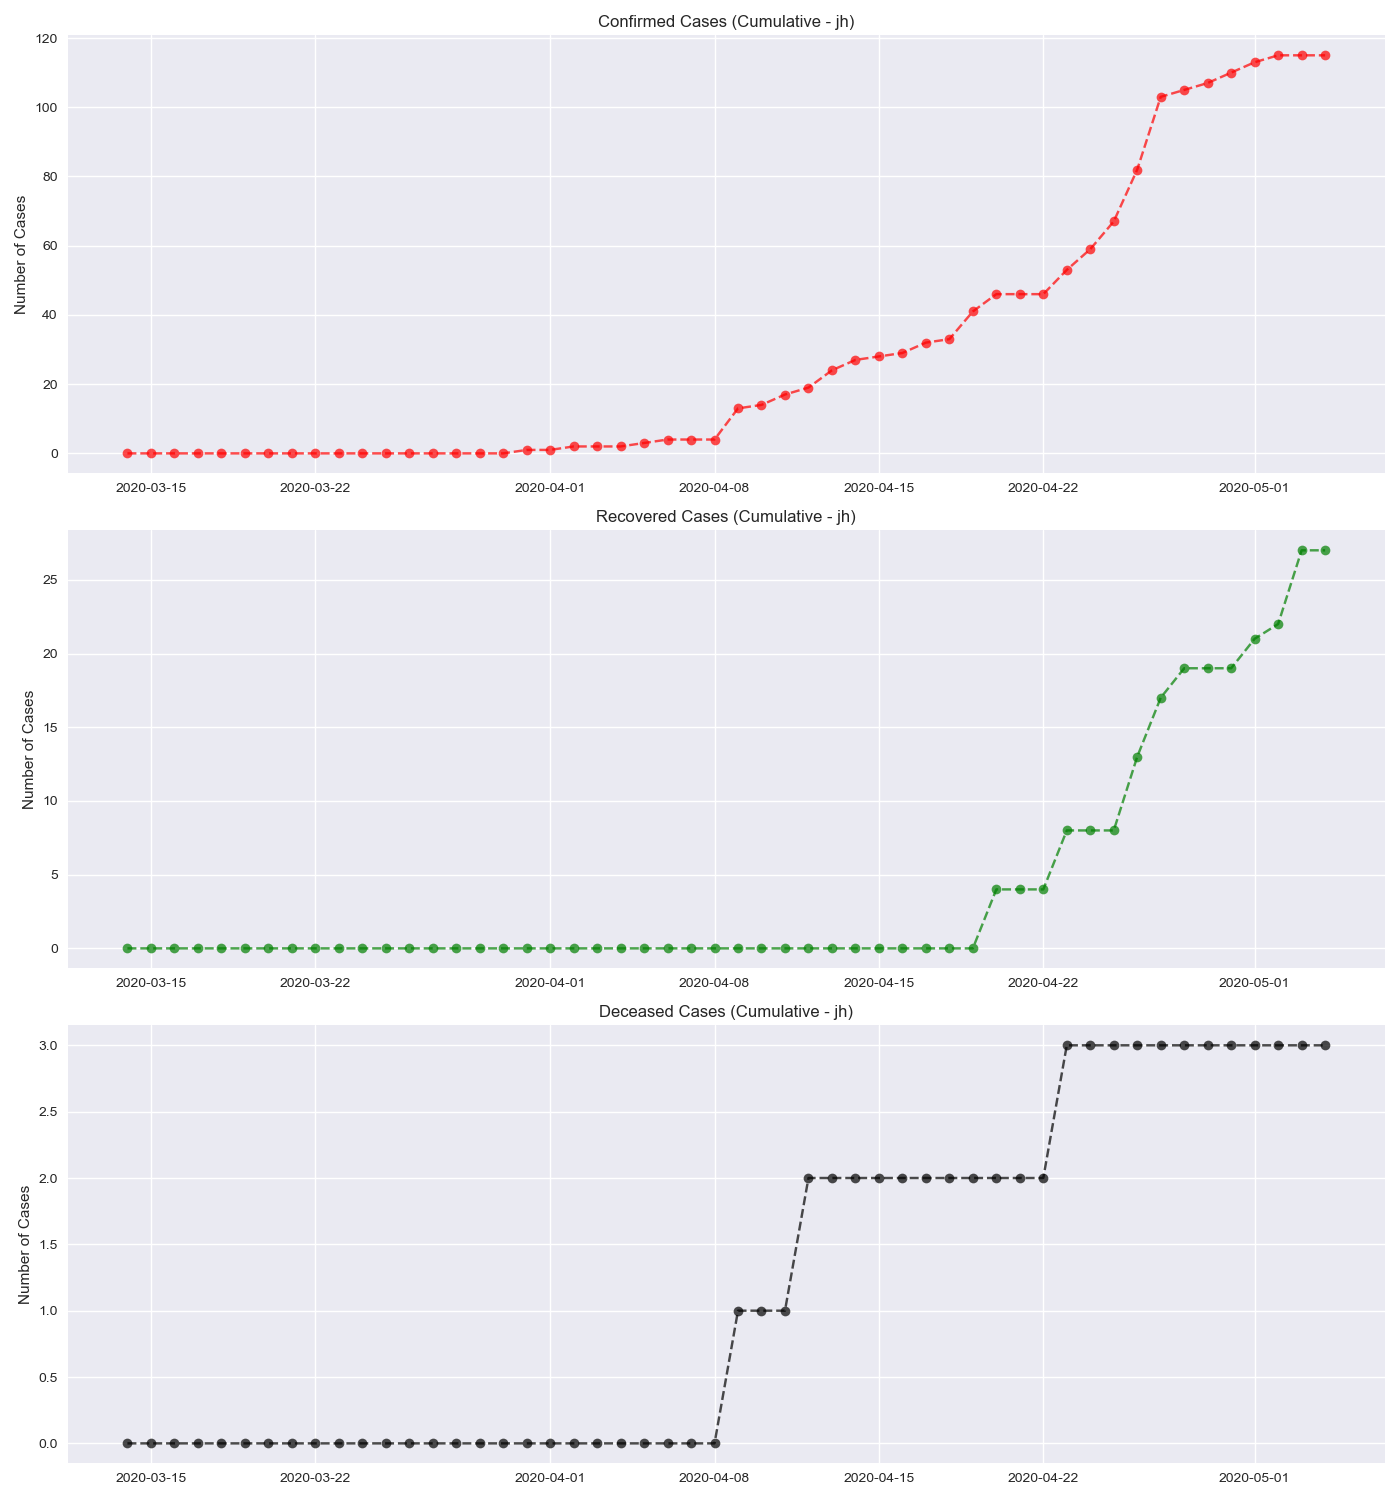 Confirmed Cases (Cumulative - jh)
Number of Cases
120
100
80
60
40
20
0
2020-03-15 2020-03-22 2020-04-01 2020-04-08 2020-04-15 2020-04-22 2020-05-01
Recovered Cases (Cumulative - jh)
Number of Cases
25
20
15
10
5
0
2020-03-15 2020-03-22 2020-04-01 2020-04-08 2020-04-15 2020-04-22 2020-05-01
Deceased Cases (Cumulative - jh)
Number of Cases
3.0
2.5
2.0
1.5
1.0
0.5
0.0
2020-03-15 2020-03-22 2020-04-01 2020-04-08 2020-04-15 2020-04-22 2020-05-01